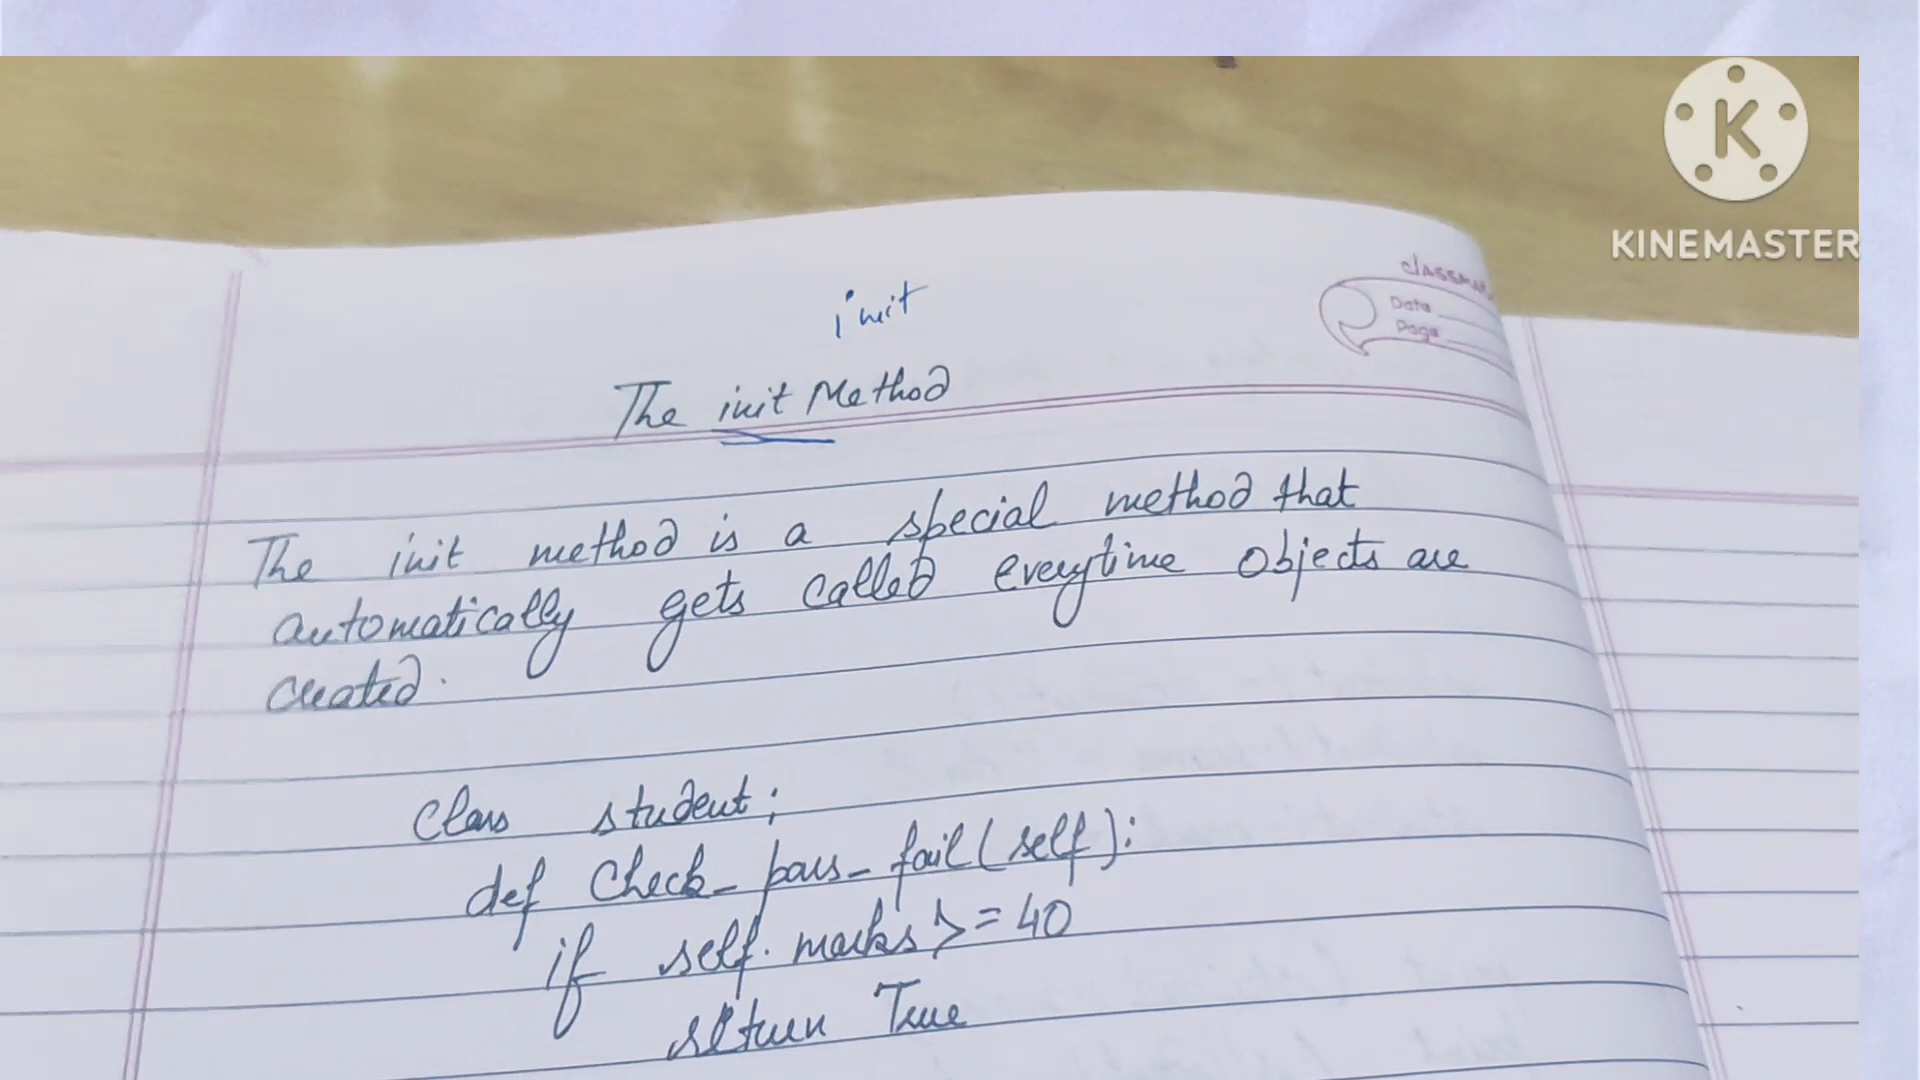 KINEMASTER
classma
Date
Page
init
The init Method
The init method is a special method that
automatically gets called everytime objects are
created.
class student;
def Check_pass_fail(self):
if self.marks>=40
return True